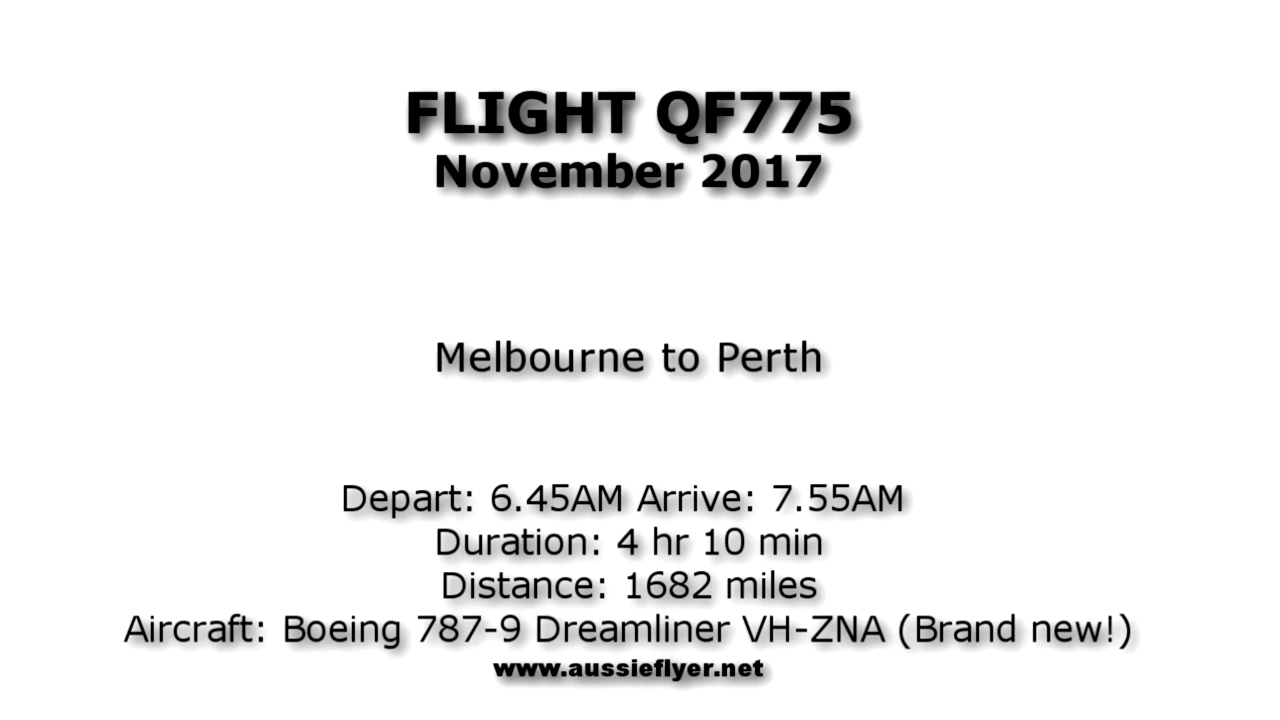 FLIGHT QF775
November 2017
Melbourne to Perth
Depart: 6.45AM Arrive: 7.55AM
Duration: 4 hr 10 min
Distance: 1682 miles
Aircraft: Boeing 787-9 Dreamliner VH-ZNA (Brand new!)
www.aussieflyer.net